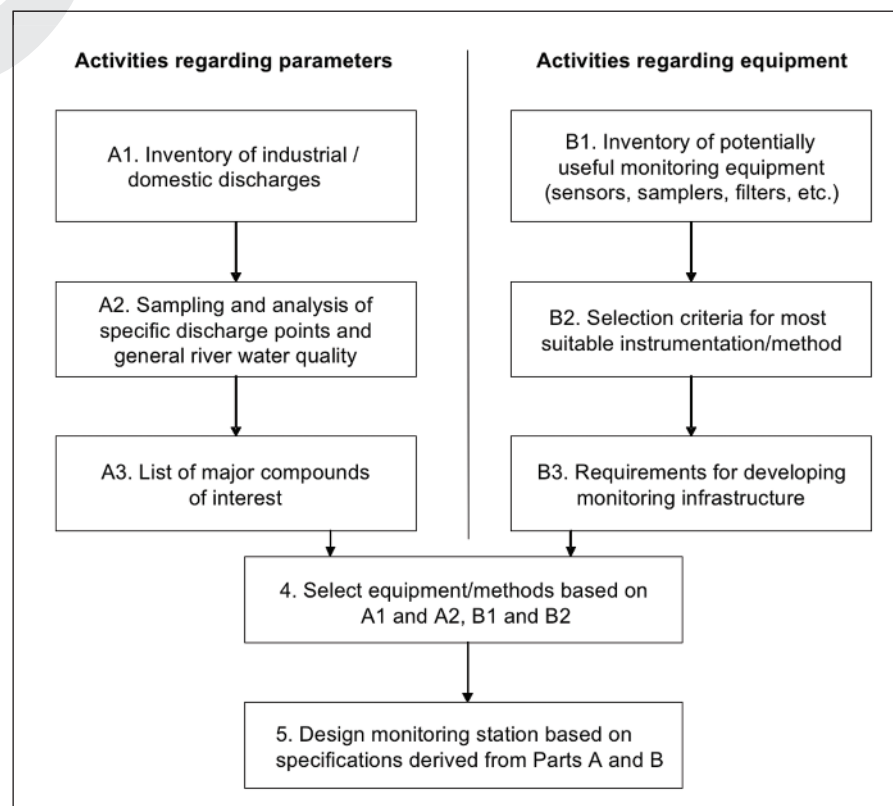 Activities regarding parameters
Activities regarding equipment
A1. Inventory of industrial /
domestic discharges
B1. Inventory of potentially
useful monitoring equipment
(sensors, samplers, filters, etc.)
A2. Sampling and analysis of
specific discharge points and
general river water quality
B2. Selection criteria for most
suitable instrumentation/method
A3. List of major compounds
of interest
B3. Requirements for developing
monitoring infrastructure
4. Select equipment/methods based on
A1 and A2, B1 and B2
5. Design monitoring station based on
specifications derived from Parts A and B